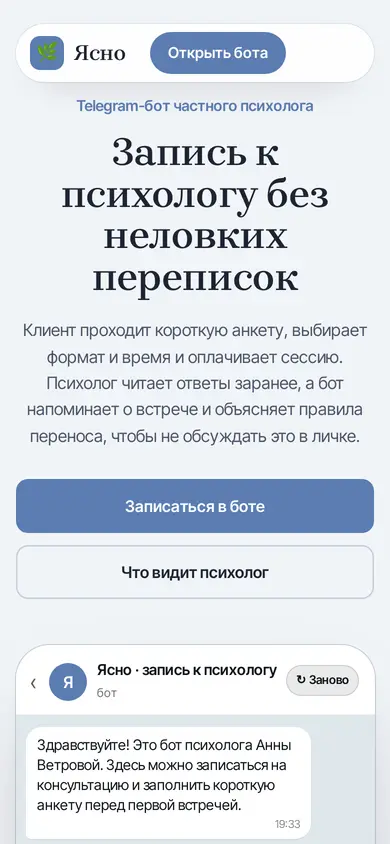 Ясно
Открыть бота
Telegram-бот частного психолога
Запись к
психологу без
неловких
переписок
Клиент проходит короткую анкету, выбирает
формат и время и оплачивает сессию.
Психолог читает ответы заранее, а бот
напоминает о встрече и объясняет правила
переноса, чтобы не обсуждать это в личке.
Записаться в боте
Что видит психолог
‹
Я
Ясно · запись к психологу
бот
↻ Заново
Здравствуйте! Это бот психолога Анны
Ветровой. Здесь можно записаться на
консультацию и заполнить короткую
анкету перед первой встречей.
19:33